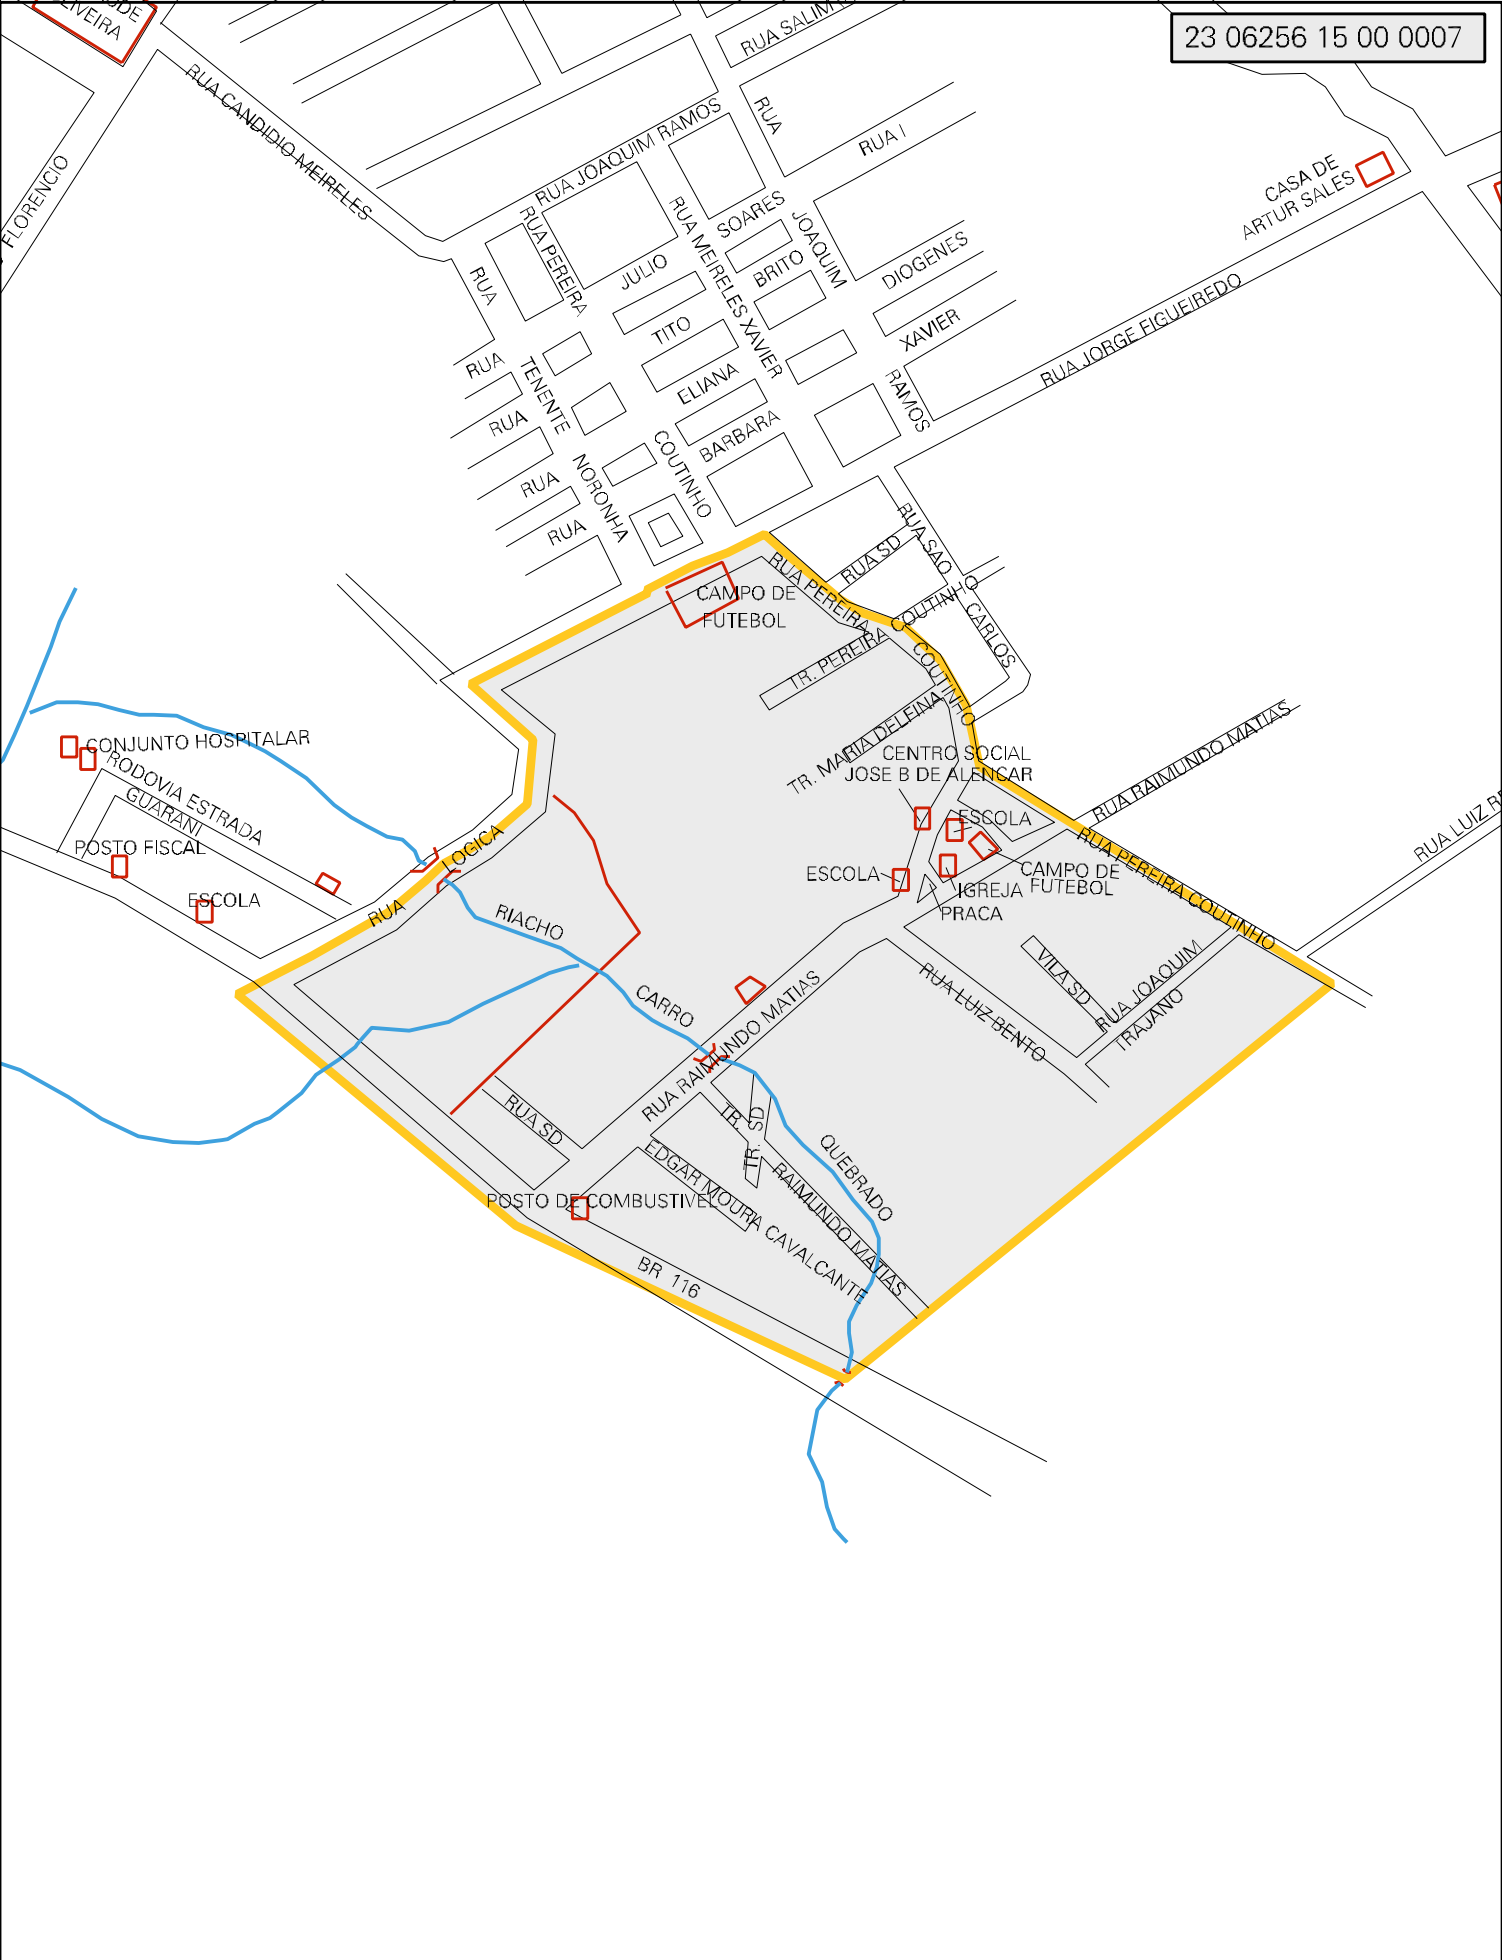 LIVEIRA
23 06256 15 00 0007
RUA SALIM
RUA CANDIDIO MEIRELES
RUA JOAQUIM RAMOS
RUA
RUA I
FLORENCIO
CASA DE
ARTUR SALES
RUA PEREIRA
RUA MEIRELES XAVIER
SOARES
JOAQUIM
JULIO
BRITO
DIOGENES
RUA
TITO
XAVIER
RUA JORGE FIGUEIREDO
RUA
TENENTE
ELIANA
RAMOS
RUA
BARBARA
COUTINHO
RUA
NORONHA
RUA
RUA SAO
RUA SD
RUA PEREIRA
CAMPO DE
FUTEBOL
TR. PEREIRA COUTINHO
CARLOS
COUTINHO
TR. MARIA DELFINA
CONJUNTO HOSPITALAR
RODOVIA ESTRADA
GUARANI
CENTRO SOCIAL
JOSE B DE ALENCAR
RUA RAIMUNDO MATIAS
ESCOLA
POSTO FISCAL
LOGICA
RUA
ESCOLA
ESCOLA
CAMPO DE
FUTEBOL
IGREJA
PRACA
RUA PEREIRA COUTINHO
RUA LUIZ
RIACHO
CARRO
RUA RAIMUNDO MATIAS
RUA LUIZ BENTO
VILA SD
RUA JOAQUIM
TRAJANO
RUA SD
TR.
TR. SD
QUEBRADO
EDGAR MOURA CAVALCANTE
RAIMUNDO MATIAS
POSTO DE COMBUSTIVEL
BR 116